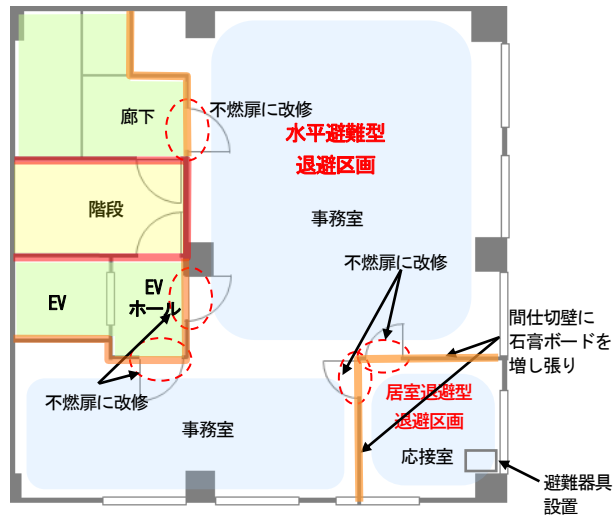 廊下
不燃扉に改修
水平避難型
退避区画
階段
事務室
不燃扉に改修
EV
EV
ホール
間仕切壁に
石膏ボードを
増し張り
不燃扉に改修
居室退避型
退避区画
事務室
応接室
避難器具
設置